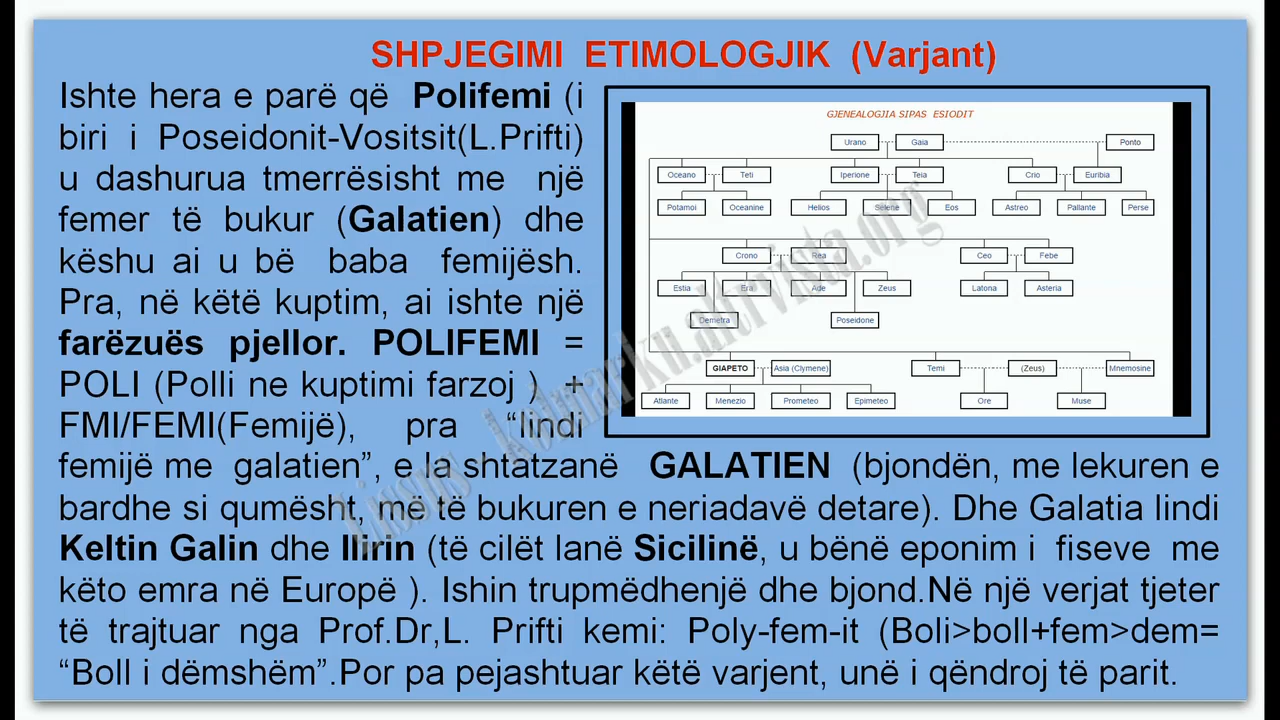 SHPJEGIMI ETIMOLOGJIK (Varjant)
Ishte hera e parë që Polifemi (i
biri i Poseidonit-Vositsit(L.Prifti)
u dashurua tmerrësisht me një
femer të bukur (Galatien) dhe
kështu ai u bë baba femijësh.
Pra, në këtë kuptim, ai ishte një
farëzuës pjellor. POLIFEMI =
POLI (Polli ne kuptimi farzoj ) +
FMI/FEMI(Femijë), pra “lindi
femijë me galatien”, e la shtatzanë GALATIEN (bjondën, me lekuren e
bardhe si qumësht, më të bukuren e neriadavë detare). Dhe Galatia lindi
Keltin Galin dhe Ilirin (të cilët lanë Sicilinë, u bënë eponim i fiseve me
këto emra në Europë ). Ishin trupmëdhenjë dhe bjond.Në një verjat tjeter
të trajtuar nga Prof.Dr,L. Prifti kemi: Poly-fem-it (Boli>boll+fem>dem=
“Boll i dëmshëm”.Por pa pejashtuar këtë varjent, unë i qëndroj të parit.
GJENEALOGJIA SIPAS ESIODIT
Urano Gaia Ponto
Oceano Teti Iperione Teia Crio Euribia
Potamoi Oceanine Helios Selene Eos Astreo Pallante Perse
Crono Rea Ceo Febe
Estia Era Ade Zeus Latona Asteria
Demetra Poseidone
GIAPETO Asia (Clymene) Temi (Zeus) Mnemosine
Atlante Menezio Prometeo Epimeteo Ore Muse